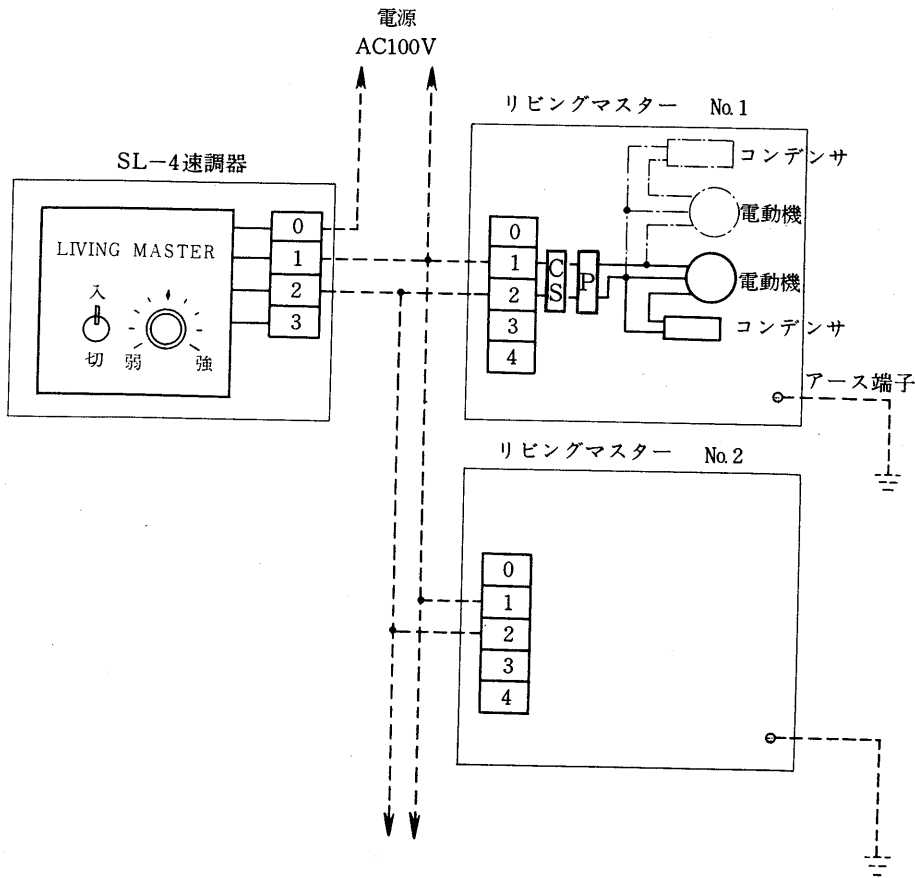 電源
AC100V
リビングマスター No.1
SL-4速調器
コンデンサ
電動機
LIVING MASTER
入
切
弱
強
0
1
2
3
0
1
2
3
4
CS
P
電動機
コンデンサ
アース端子
リビングマスター No.2
0
1
2
3
4